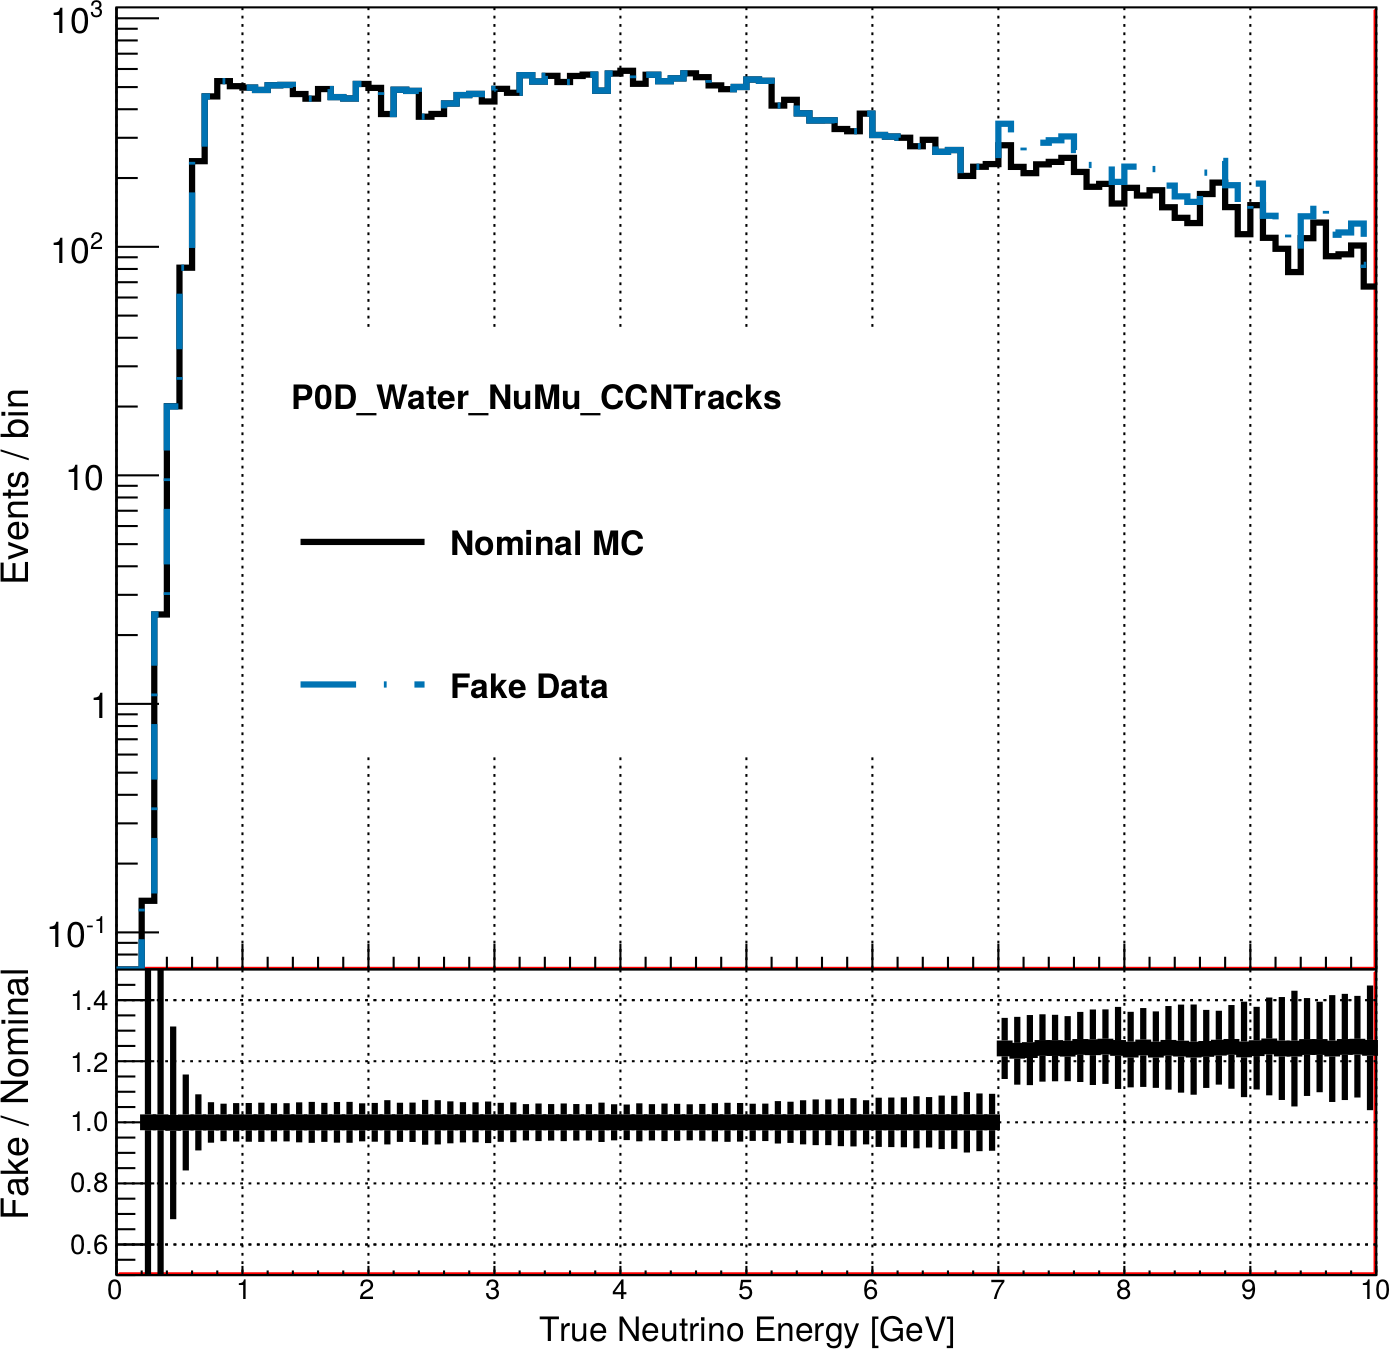 10³
10²
10
1
10⁻¹
Events / bin
P0D_Water_NuMu_CCNTracks
Nominal MC
Fake Data
1.4
1.2
1.0
0.8
0.6
Fake / Nominal
0 1 2 3 4 5 6 7 8 9 10
True Neutrino Energy [GeV]